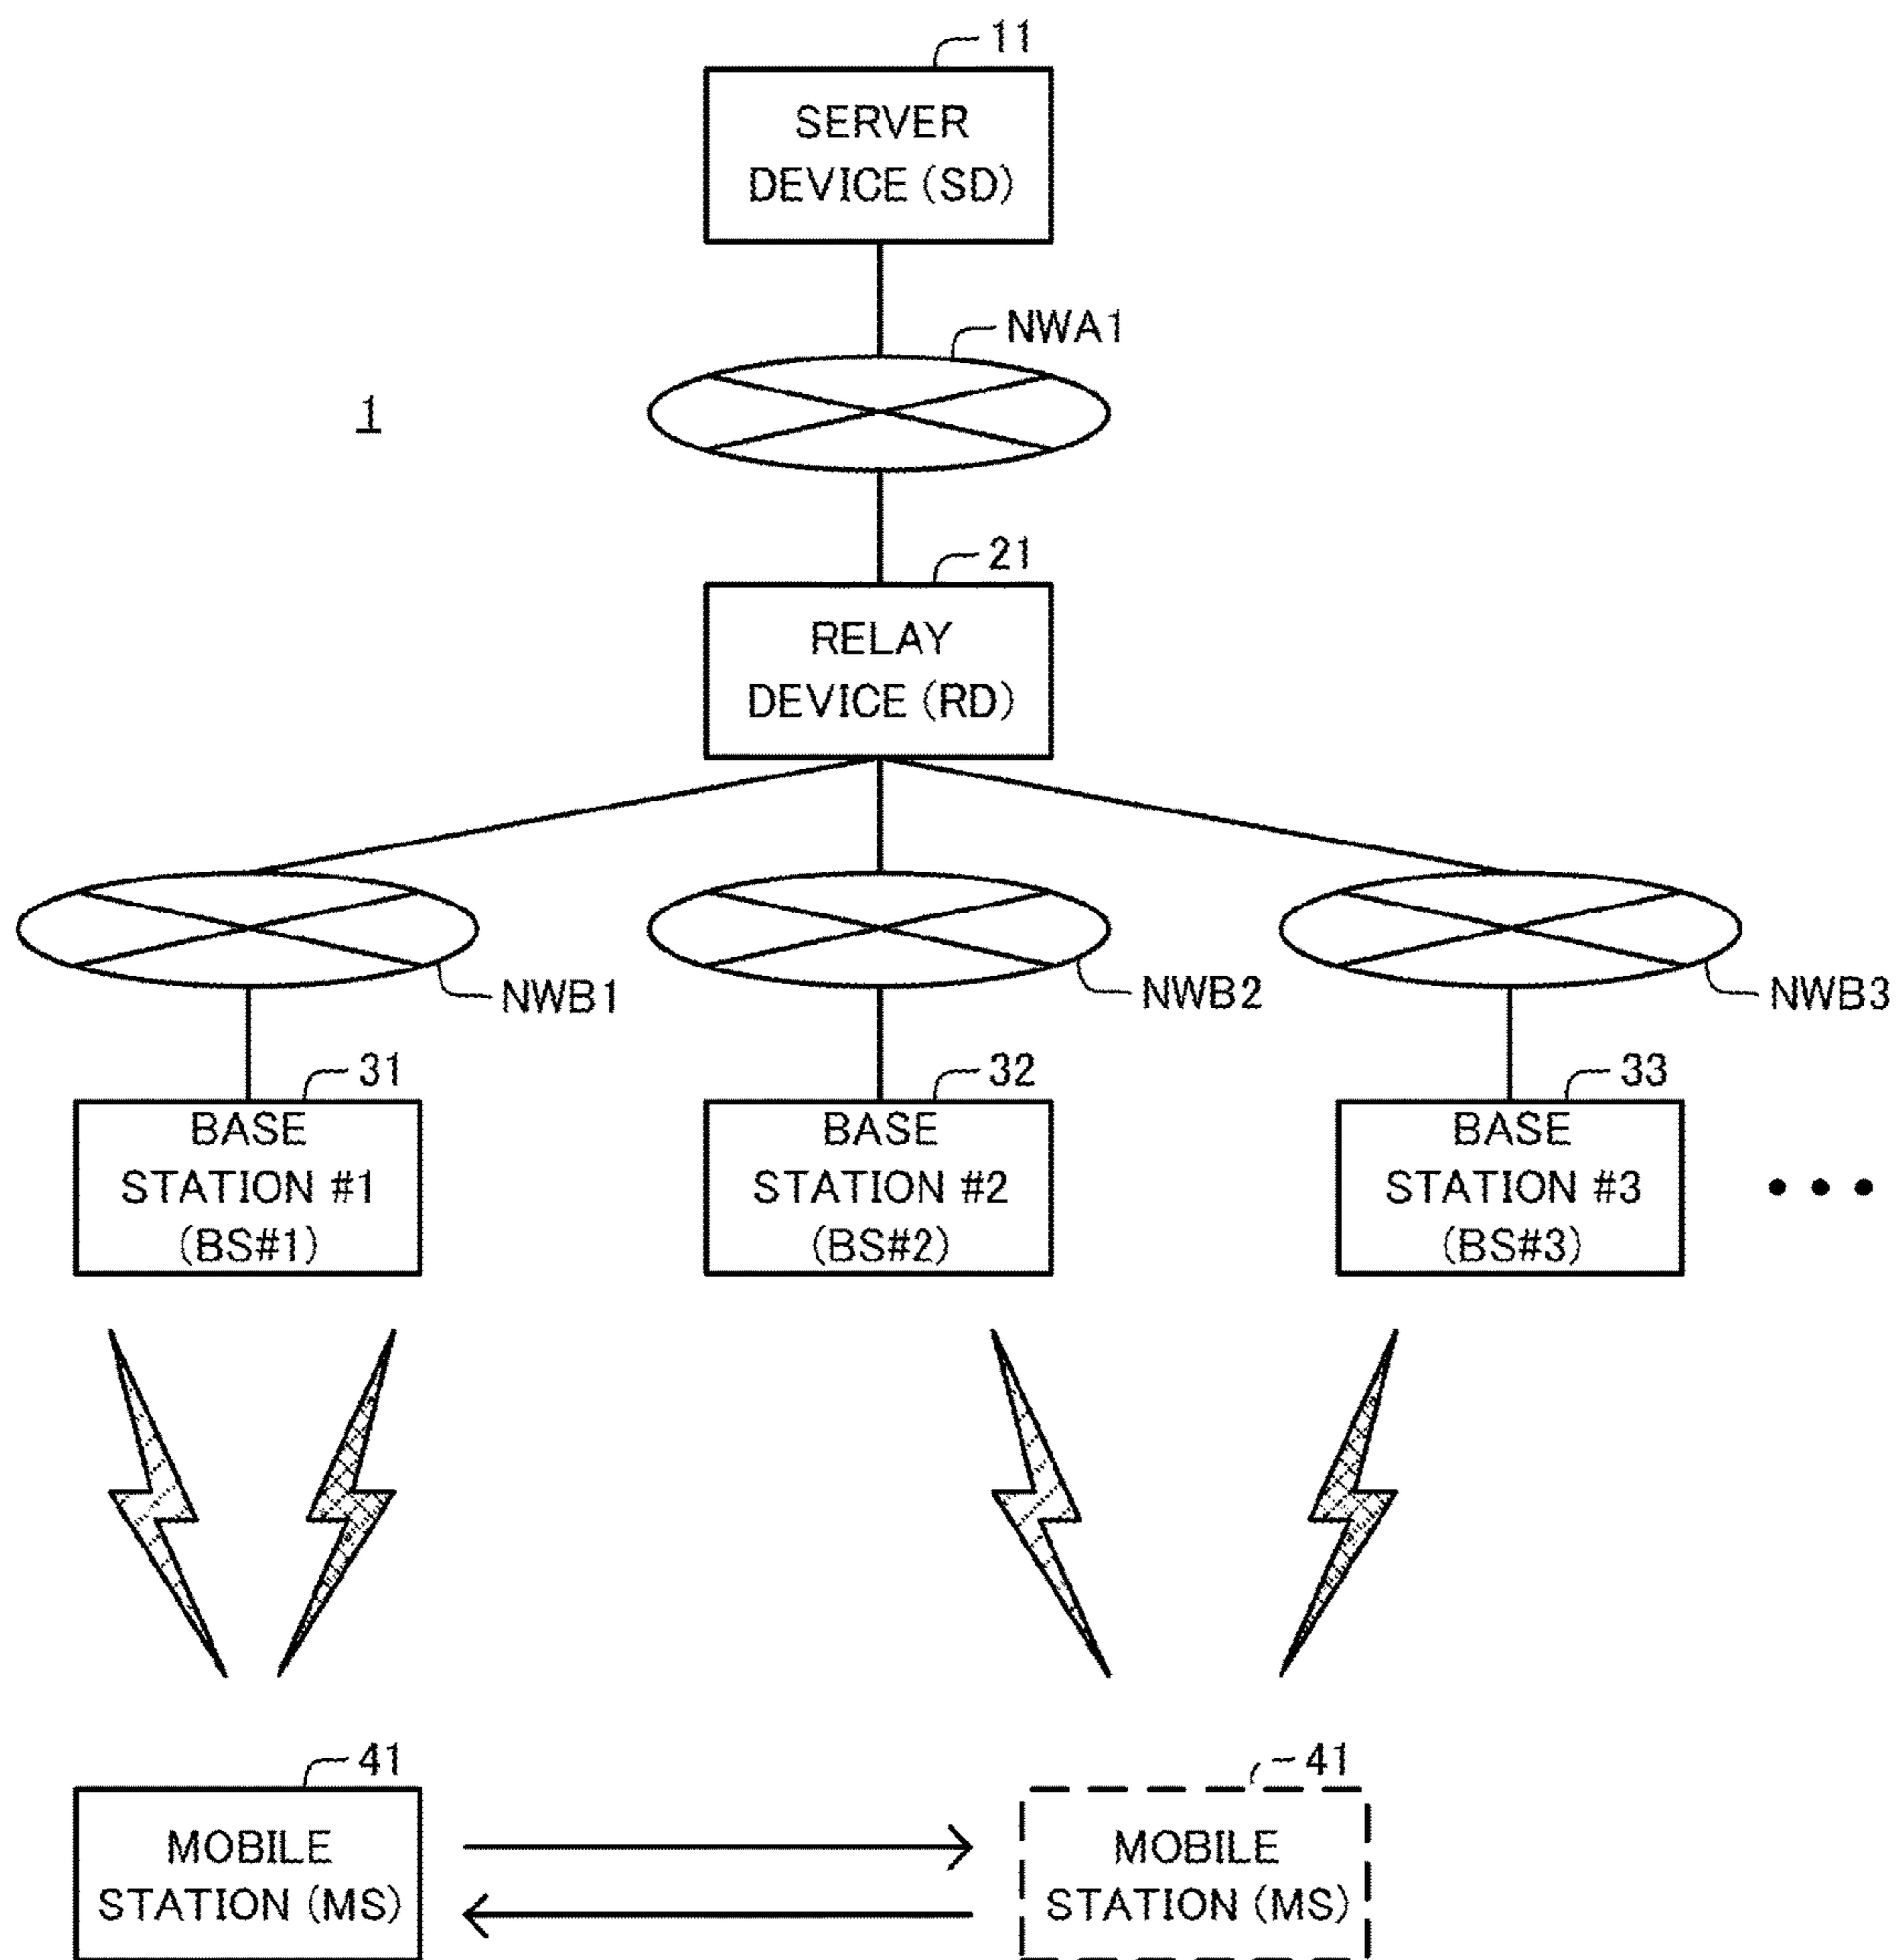 11
SERVER
DEVICE (SD)
NWA1
1
21
RELAY
DEVICE (RD)
NWB1
NWB2
NWB3
31
32
33
BASE
STATION #1
(BS#1)
BASE
STATION #2
(BS#2)
BASE
STATION #3
(BS#3)
41
41
MOBILE
STATION (MS)
MOBILE
STATION (MS)